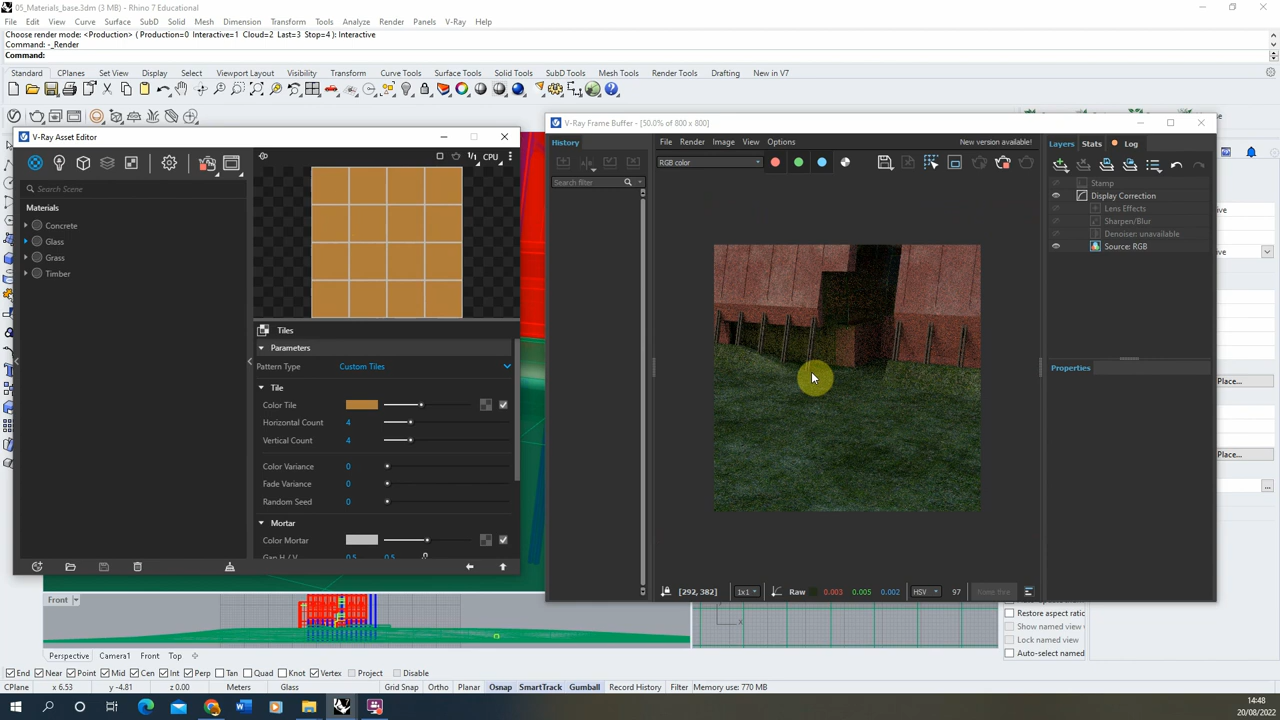 05_Materials_base.3dm (3 MB) - Rhino 7 Educational
File Edit View Curve Surface SubD Solid Mesh Dimension Transform Tools Analyze Render Panels V-Ray Help
Choose render mode: <Production> ( Production=0 Interactive=1 Cloud=2 Last=3 Stop=4 ): Interactive
Command: -_Render
Command:
Standard CPlanes Set View Display Select Viewport Layout Visibility Transform Curve Tools Surface Tools Solid Tools SubD Tools Mesh Tools Render Tools Drafting New in V7
V-Ray Asset Editor
V-Ray Frame Buffer - [50.0% of 800 x 800]
History
File Render Image View Options
New version available!
Layers Stats Log
CPU
RGB color
Search filter
Search Scene
Materials
Concrete
Glass
Grass
Timber
Stamp
Display Correction
Lens Effects
Sharpen/Blur
Denoiser: unavailable
Source: RGB
Tiles
Parameters
Pattern Type Custom Tiles
Tile
Color Tile
Horizontal Count 4
Vertical Count 4
Color Variance 0
Fade Variance 0
Random Seed 0
Mortar
Color Mortar
Gap H / V 0.5 0.5
Properties
Place...
Place...
...
[292, 382] 1x1 Raw 0.003 0.005 0.002 HSV 97
Front
Restore aspect ratio
Show named view
Lock named view
Auto-select named
x
Perspective Camera1 Front Top
End Near Point Mid Cen Int Perp Tan Quad Knot Vertex Project Disable
CPlane x 6.53 y -4.81 z 0.00 Meters Glass Grid Snap Ortho Planar Osnap SmartTrack Gumball Record History Filter Memory use: 770 MB
14:48
20/08/2022